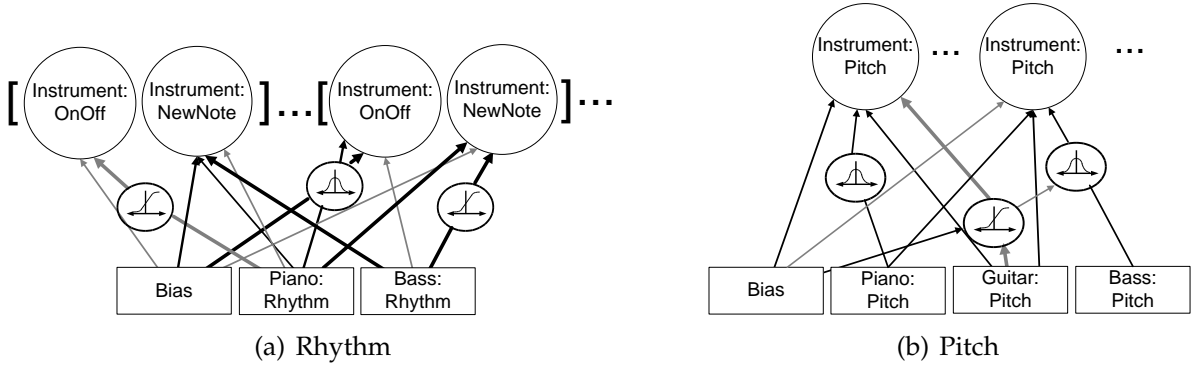 [ Instrument:
OnOff
Instrument:
NewNote ] ... [ Instrument:
OnOff
Instrument:
NewNote ] ...
Bias
Piano:
Rhythm
Bass:
Rhythm
(a) Rhythm
Instrument:
Pitch
...
Instrument:
Pitch
...
Bias
Piano:
Pitch
Guitar:
Pitch
Bass:
Pitch
(b) Pitch